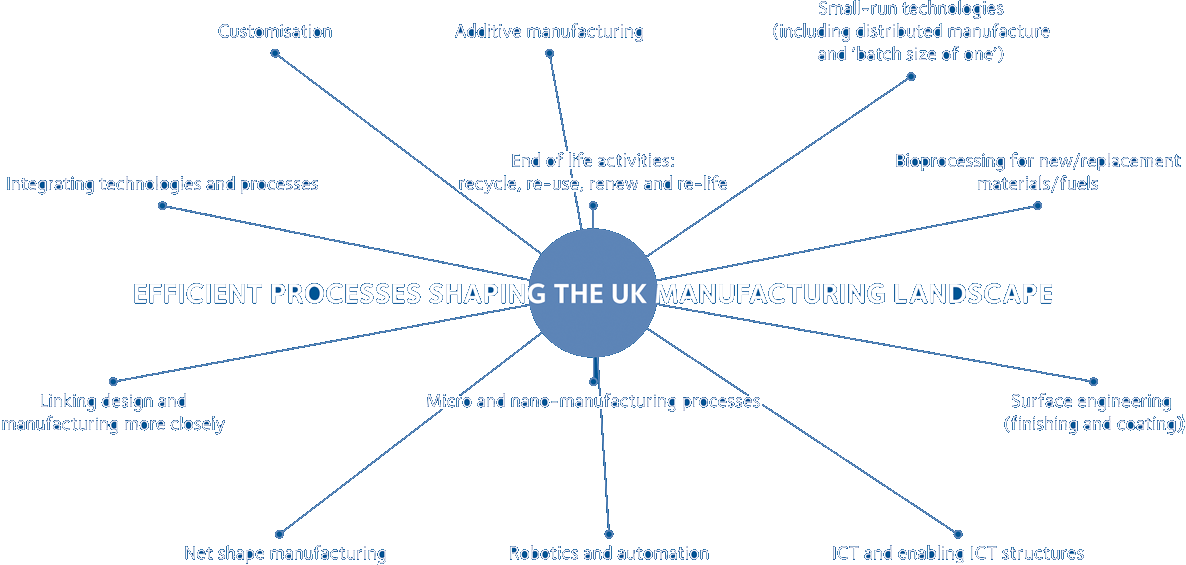 Customisation
Additive manufacturing
Small-run technologies
(including distributed manufacture
and ‘batch size of one’)
Integrating technologies and processes
End of life activities:
recycle, re-use, renew and re-life
Bioprocessing for new/replacement
materials/fuels
EFFICIENT PROCESSES SHAPING THE UK MANUFACTURING LANDSCAPE
Linking design and
manufacturing more closely
Micro and nano-manufacturing processes
Surface engineering
(finishing and coating)
Net shape manufacturing
Robotics and automation
ICT and enabling ICT structures